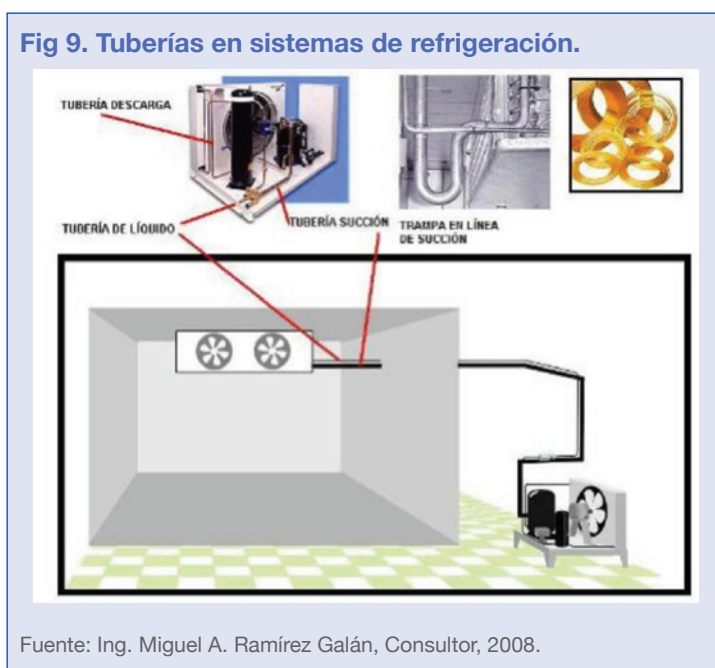 Fig 9. Tuberías en sistemas de refrigeración.
TUBERÍA DESCARGA
TUBERÍA DE LÍQUIDO
TUBERÍA SUCCIÓN
TRAMPA EN LÍNEA
DE SUCCIÓN
Fuente: Ing. Miguel A. Ramírez Galán, Consultor, 2008.